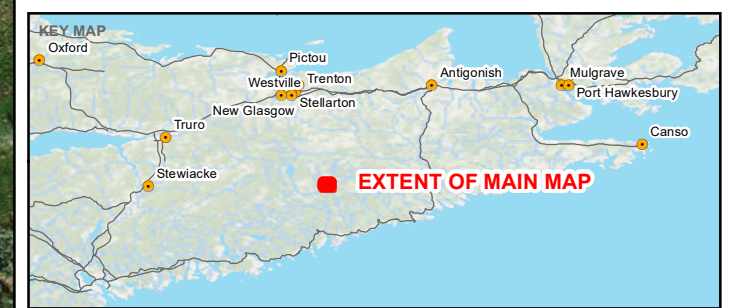 KEY MAP
Oxford
Pictou
Westville
Trenton
Antigonish
Mulgrave
Port Hawkesbury
New Glasgow
Stellarton
Truro
Canso
Stewiacke
EXTENT OF MAIN MAP